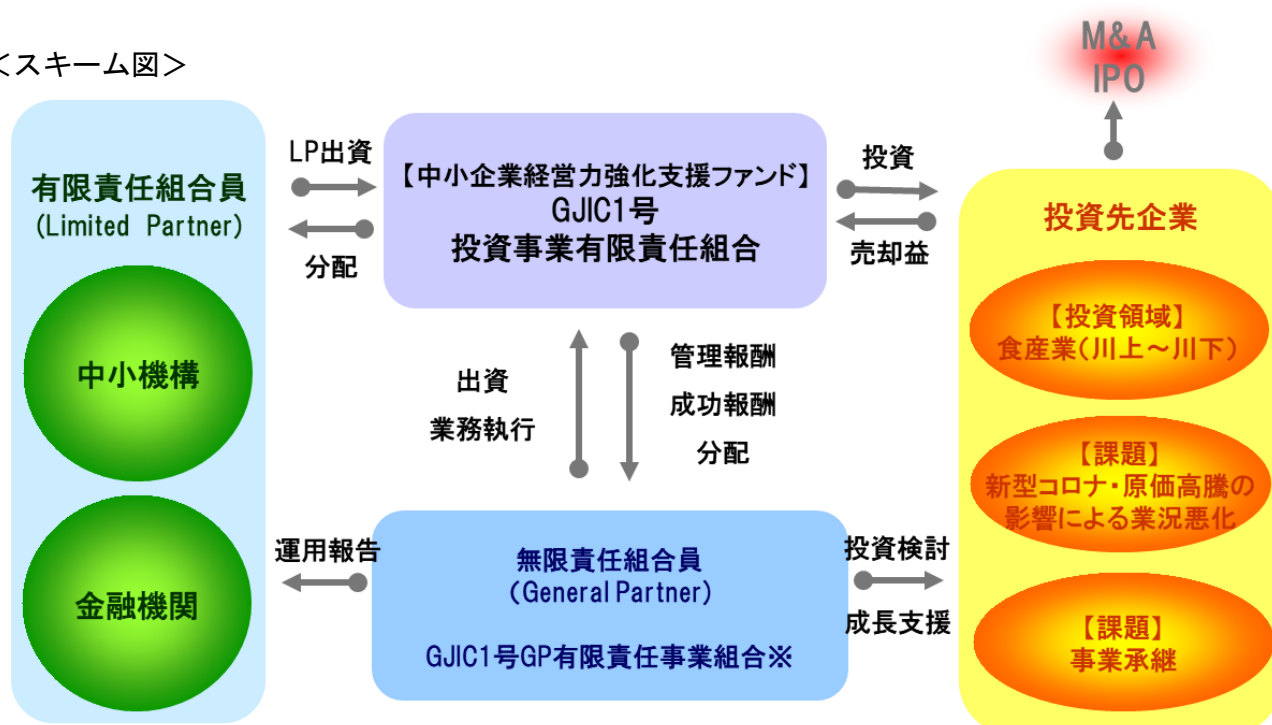 <スキーム図>
M&A
IPO
有限責任組合員
(Limited Partner)
中小機構
金融機関
LP出資
分配
【中小企業経営力強化支援ファンド】
GJIC1号
投資事業有限責任組合
投資
売却益
出資
業務執行
管理報酬
成功報酬
分配
運用報告
無限責任組合員
(General Partner)
GJIC1号GP有限責任事業組合※
投資検討
成長支援
投資先企業
【投資領域】
食産業(川上~川下)
【課題】
新型コロナ・原価高騰の
影響による業況悪化
【課題】
事業承継